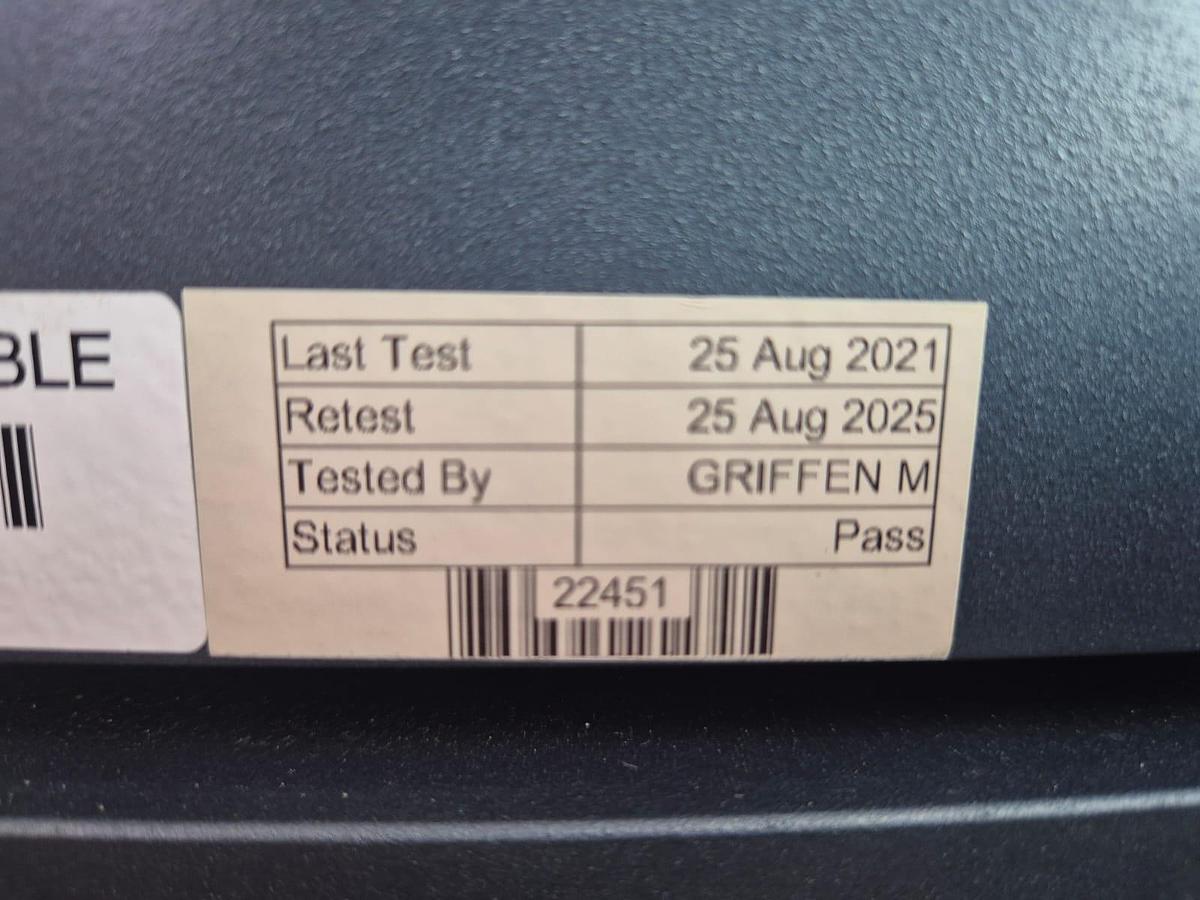 BLE
Last Test 25 Aug 2021
Retest 25 Aug 2025
Tested By GRIFFEN M
Status Pass
22451